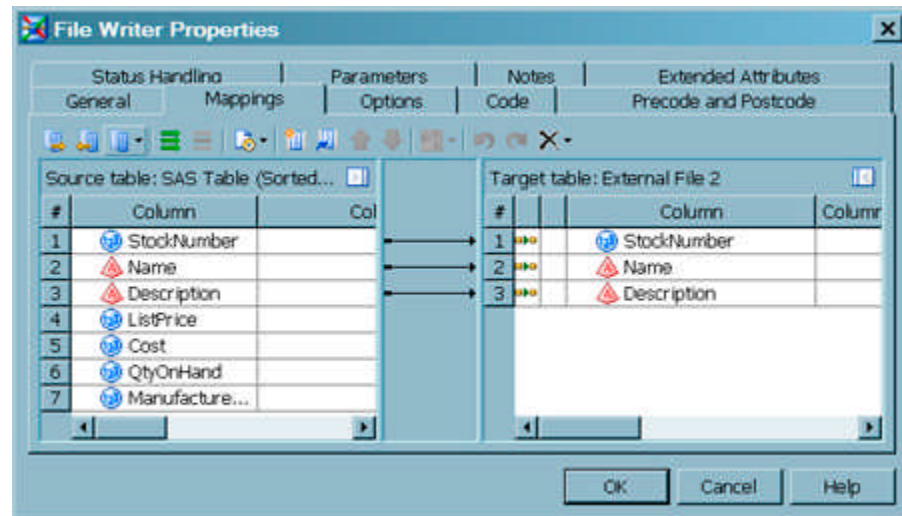 File Writer Properties
Status Handling Parameters Notes Extended Attributes
General Mappings Options Code Precode and Postcode
Source table: SAS Table (Sorted... Target table: External File 2
# Column Col # Column Column
1 StockNumber 1 StockNumber
2 Name 2 Name
3 Description 3 Description
4 ListPrice
5 Cost
6 QtyOnHand
7 Manufacture...
OK Cancel Help